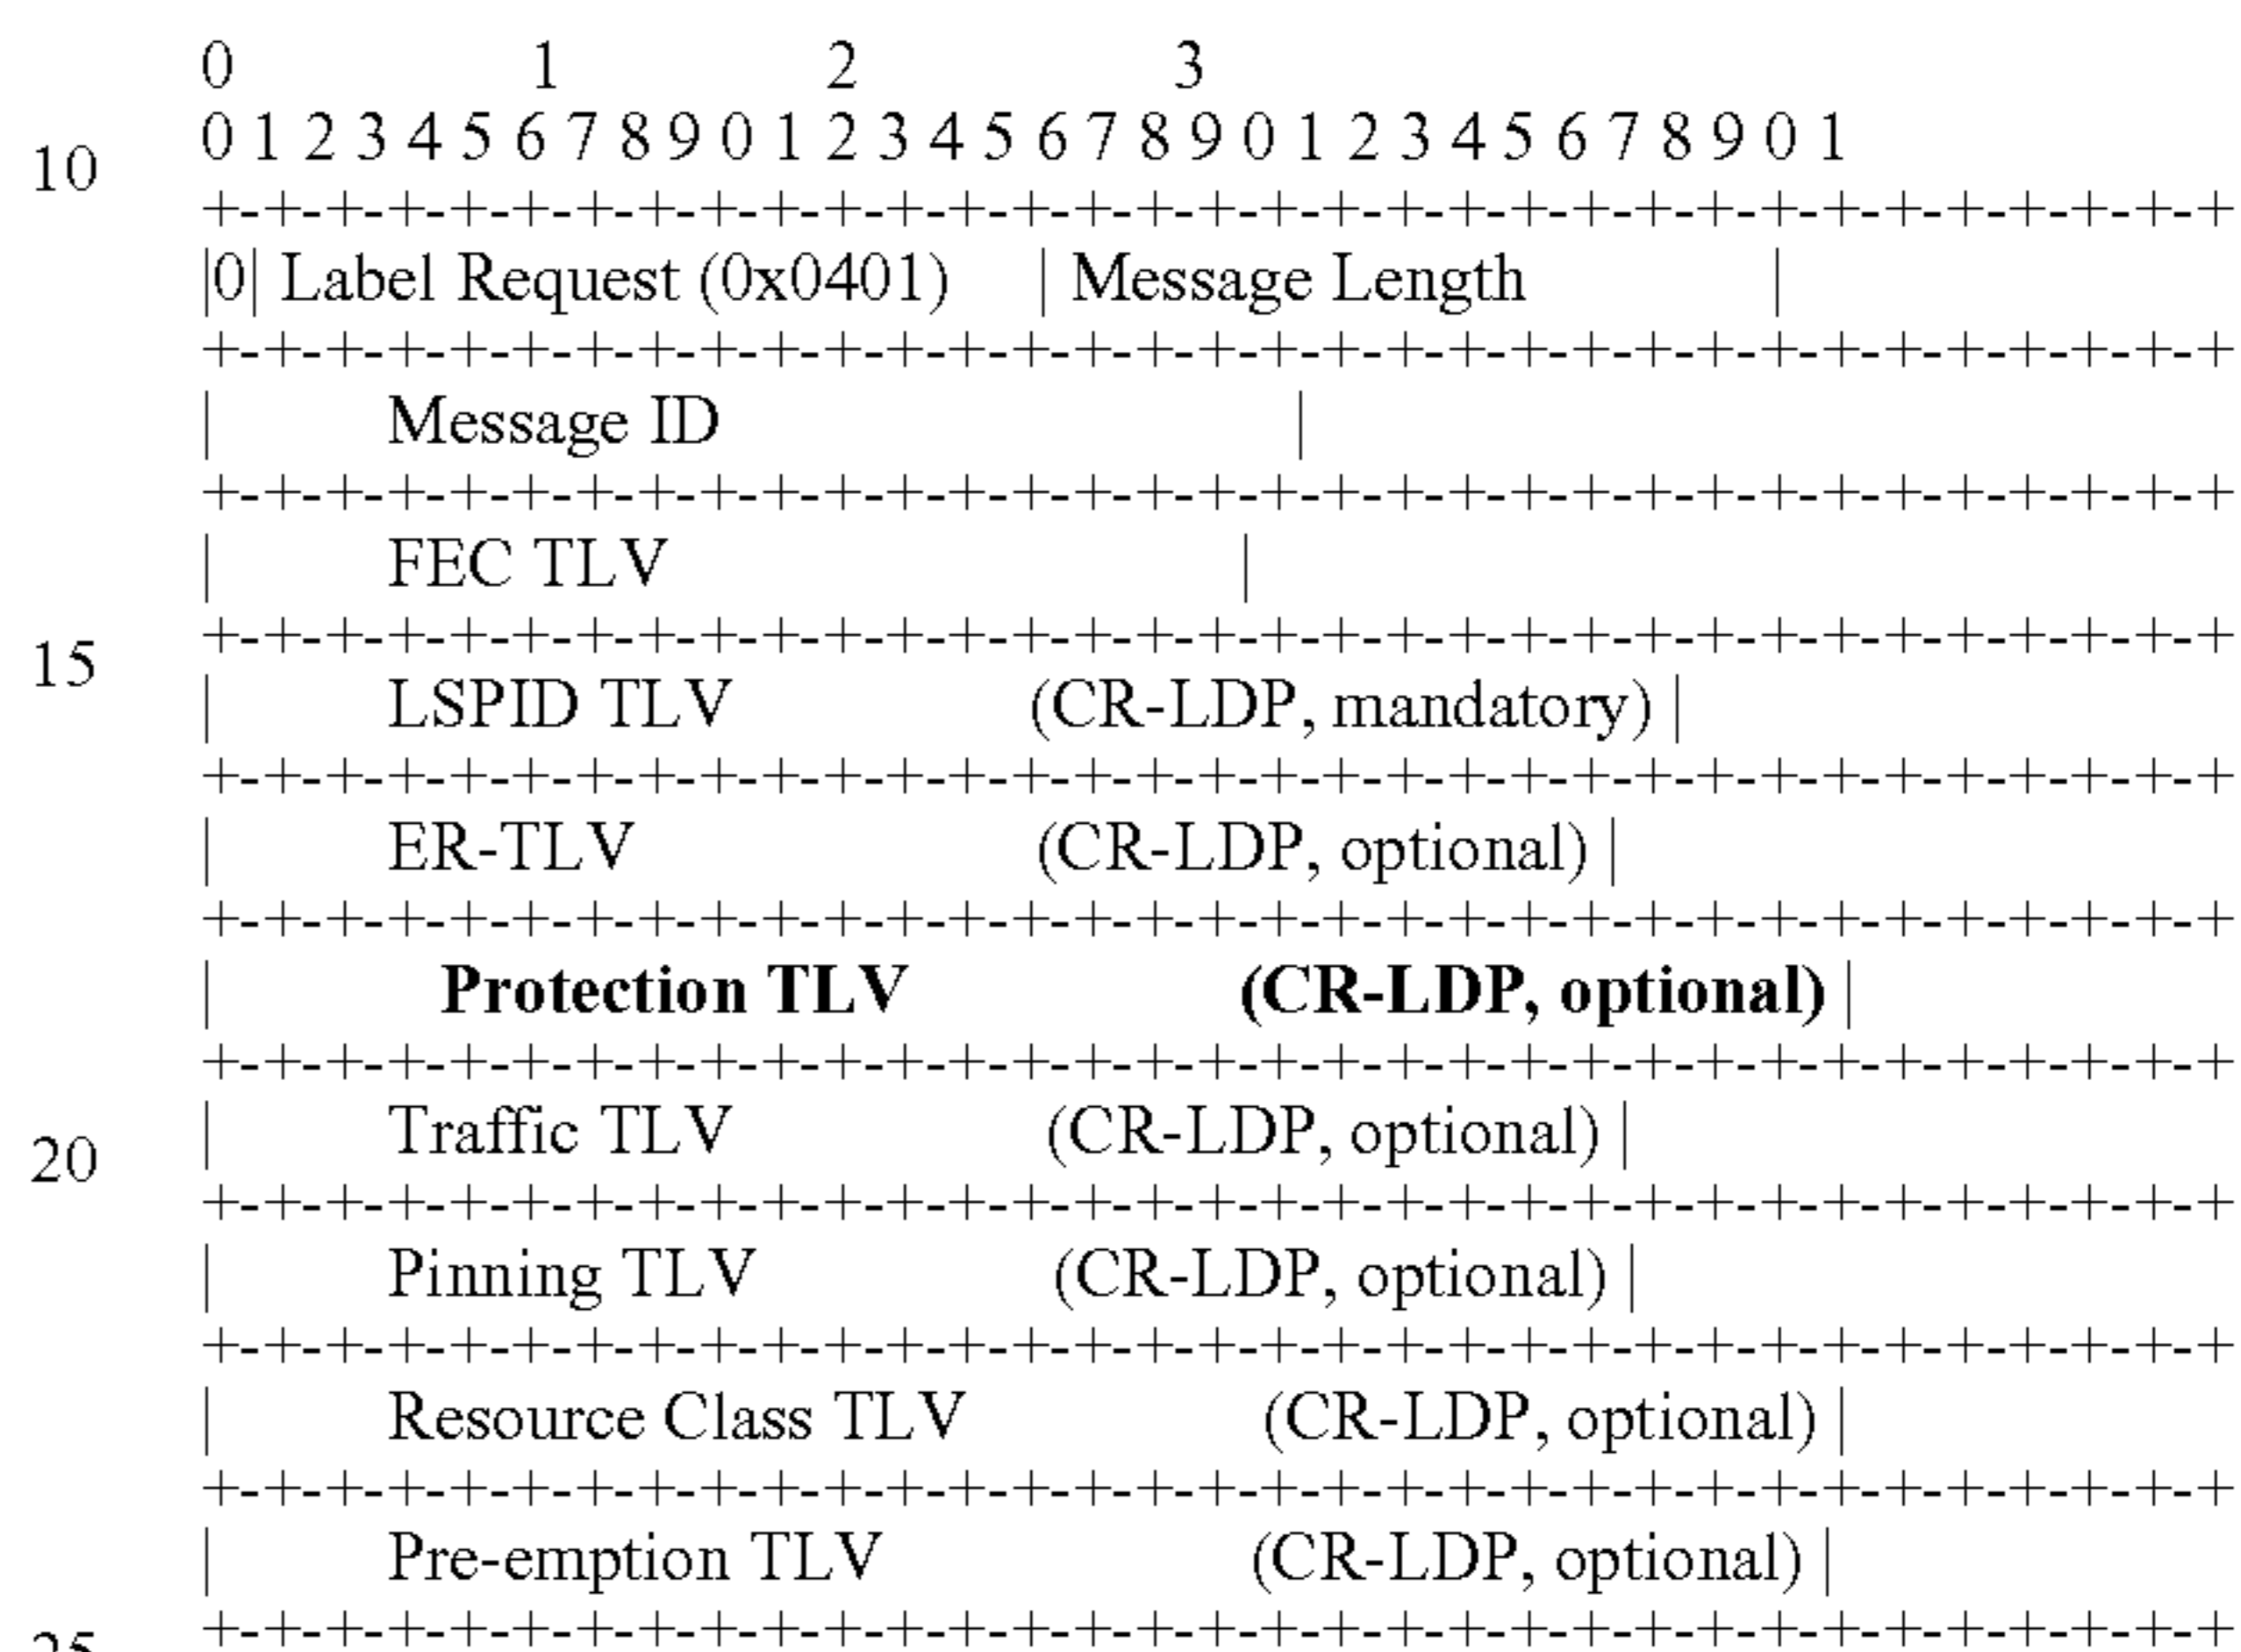 0 1 2 3
10 0 1 2 3 4 5 6 7 8 9 0 1 2 3 4 5 6 7 8 9 0 1 2 3 4 5 6 7 8 9 0 1
+-+-+-+-+-+-+-+-+-+-+-+-+-+-+-+-+-+-+-+-+-+-+-+-+-+-+-+-+-+-+-+-+
|0| Label Request (0x0401) | Message Length |
+-+-+-+-+-+-+-+-+-+-+-+-+-+-+-+-+-+-+-+-+-+-+-+-+-+-+-+-+-+-+-+-+
| Message ID |
+-+-+-+-+-+-+-+-+-+-+-+-+-+-+-+-+-+-+-+-+-+-+-+-+-+-+-+-+-+-+-+-+
| FEC TLV |
15 +-+-+-+-+-+-+-+-+-+-+-+-+-+-+-+-+-+-+-+-+-+-+-+-+-+-+-+-+-+-+-+-+
| LSPID TLV (CR-LDP, mandatory) |
+-+-+-+-+-+-+-+-+-+-+-+-+-+-+-+-+-+-+-+-+-+-+-+-+-+-+-+-+-+-+-+-+
| ER-TLV (CR-LDP, optional) |
+-+-+-+-+-+-+-+-+-+-+-+-+-+-+-+-+-+-+-+-+-+-+-+-+-+-+-+-+-+-+-+-+
| Protection TLV (CR-LDP, optional) |
+-+-+-+-+-+-+-+-+-+-+-+-+-+-+-+-+-+-+-+-+-+-+-+-+-+-+-+-+-+-+-+-+
20 | Traffic TLV (CR-LDP, optional) |
+-+-+-+-+-+-+-+-+-+-+-+-+-+-+-+-+-+-+-+-+-+-+-+-+-+-+-+-+-+-+-+-+
| Pinning TLV (CR-LDP, optional) |
+-+-+-+-+-+-+-+-+-+-+-+-+-+-+-+-+-+-+-+-+-+-+-+-+-+-+-+-+-+-+-+-+
| Resource Class TLV (CR-LDP, optional) |
+-+-+-+-+-+-+-+-+-+-+-+-+-+-+-+-+-+-+-+-+-+-+-+-+-+-+-+-+-+-+-+-+
| Pre-emption TLV (CR-LDP, optional) |
+-+-+-+-+-+-+-+-+-+-+-+-+-+-+-+-+-+-+-+-+-+-+-+-+-+-+-+-+-+-+-+-+